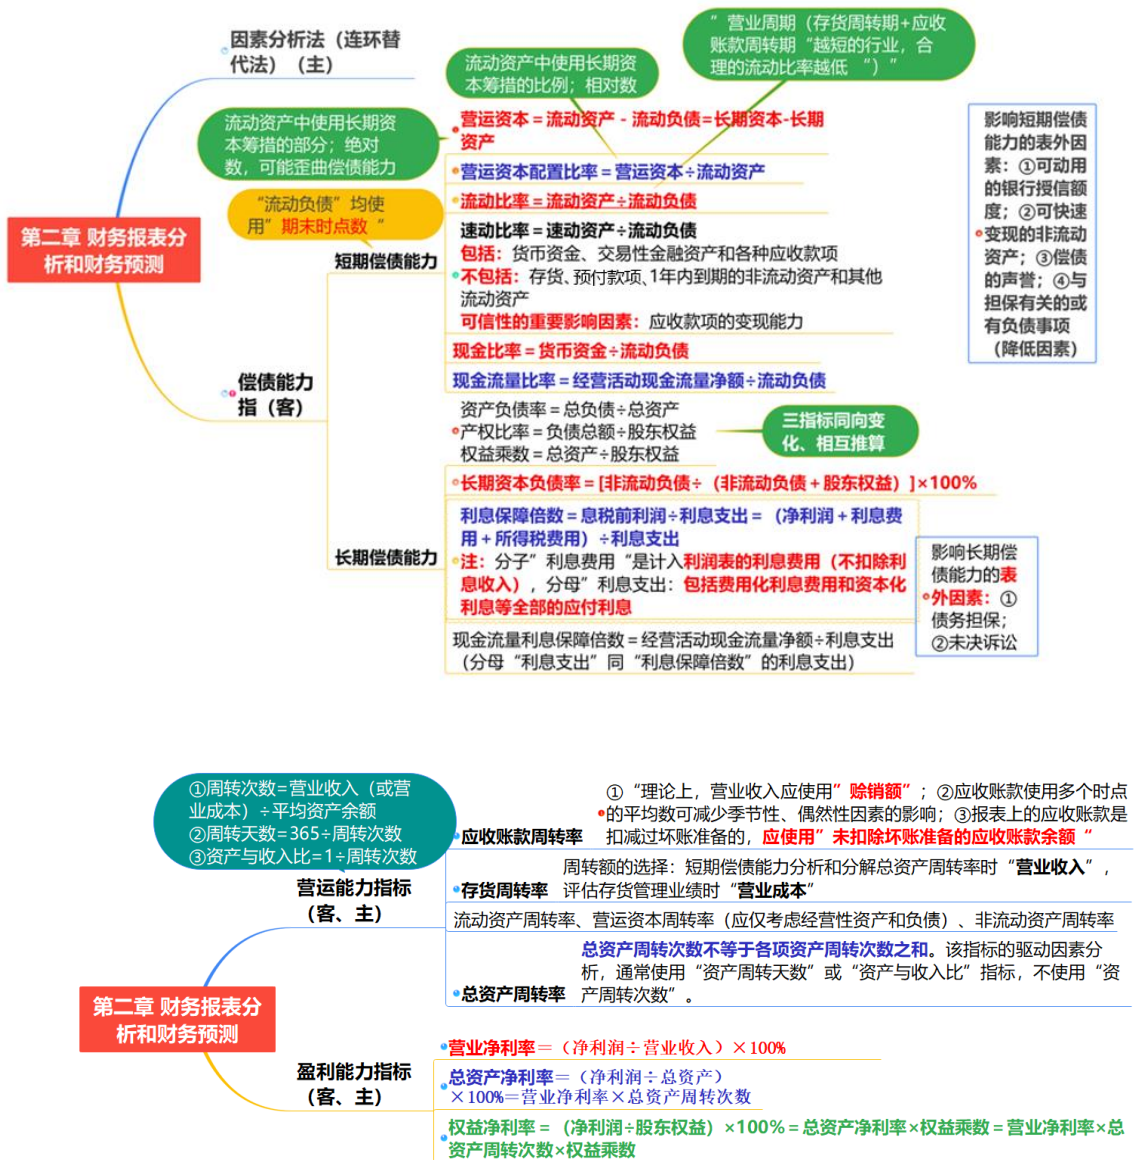 因素分析法（连环替
代法）（主）
”营业周期（存货周转期+应收
账款周转期“越短的行业，合
理的流动比率越低 “）”
流动资产中使用长期资
本筹措的比例；相对数
流动资产中使用长期资
本筹措的部分；绝对
数，可能歪曲偿债能力
“流动负债”均使
用”期末时点数 “
第二章 财务报表分
析和财务预测
短期偿债能力
营运资本＝流动资产 - 流动负债=长期资本-长期
资产
营运资本配置比率＝营运资本÷流动资产
流动比率＝流动资产÷流动负债
速动比率＝速动资产÷流动负债
包括：货币资金、交易性金融资产和各种应收款项
不包括：存货、预付款项、1年内到期的非流动资产和其他
流动资产
可信性的重要影响因素：应收款项的变现能力
现金比率＝货币资金÷流动负债
现金流量比率＝经营活动现金流量净额÷流动负债
影响短期偿债
能力的表外因
素：①可动用
的银行授信额
度；②可快速
变现的非流动
资产；③偿债
的声誉；④与
担保有关的或
有负债事项
（降低因素）
偿债能力
指（客）
资产负债率＝总负债÷总资产
产权比率＝负债总额÷股东权益
权益乘数＝总资产÷股东权益
三指标同向变
化、相互推算
长期资本负债率＝[非流动负债÷（非流动负债＋股东权益）]×100%
长期偿债能力
利息保障倍数＝息税前利润÷利息支出＝（净利润＋利息费
用＋所得税费用）÷利息支出
注：分子”利息费用“是计入利润表的利息费用（不扣除利
息收入），分母”利息支出：包括费用化利息费用和资本化
利息等全部的应付利息
现金流量利息保障倍数＝经营活动现金流量净额÷利息支出
（分母“利息支出”同“利息保障倍数”的利息支出）
影响长期偿
债能力的表
外因素：①
债务担保；
②未决诉讼
①周转次数=营业收入（或营
业成本）÷平均资产余额
②周转天数=365÷周转次数
③资产与收入比=1÷周转次数
营运能力指标
（客、主）
应收账款周转率
①“理论上，营业收入应使用”赊销额”；②应收账款使用多个时点
的平均数可减少季节性、偶然性因素的影响；③报表上的应收账款是
扣减过坏账准备的，应使用”未扣除坏账准备的应收账款余额“
存货周转率
周转额的选择：短期偿债能力分析和分解总资产周转率时“营业收入”，
评估存货管理业绩时“营业成本”
流动资产周转率、营运资本周转率（应仅考虑经营性资产和负债）、非流动资产周转率
总资产周转率
总资产周转次数不等于各项资产周转次数之和。该指标的驱动因素分
析，通常使用“资产周转天数”或“资产与收入比”指标，不使用“资
产周转次数”。
第二章 财务报表分
析和财务预测
盈利能力指标
（客、主）
营业净利率＝（净利润÷营业收入）×100%
总资产净利率＝（净利润÷总资产）
×100%=营业净利率×总资产周转次数
权益净利率＝（净利润÷股东权益）×100%＝总资产净利率×权益乘数＝营业净利率×总
资产周转次数×权益乘数